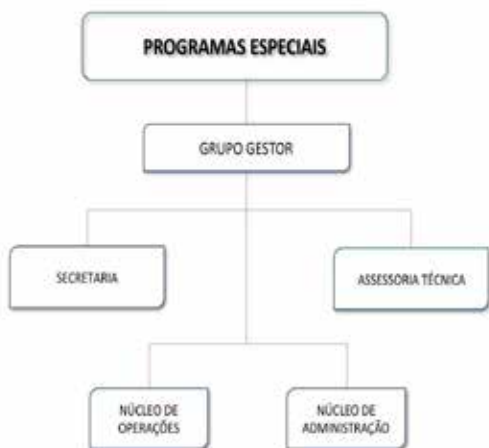 PROGRAMAS ESPECIAIS
GRUPO GESTOR
SECRETARIA
ASSESSORIA TÉCNICA
NÚCLEO DE
OPERAÇÕES
NÚCLEO DE
ADMINISTRAÇÃO